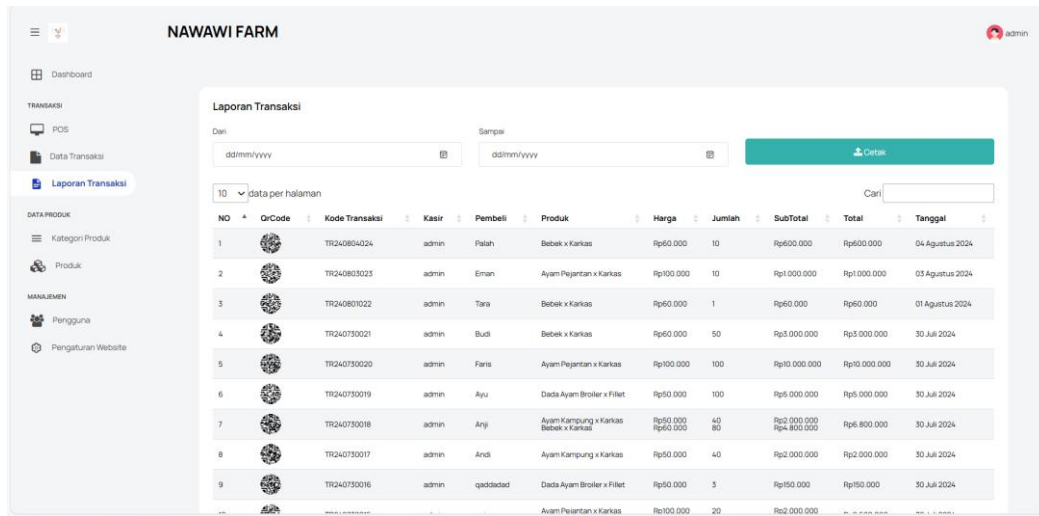 NAWAWI FARM
admin
Dashboard
TRANSAKSI
POS
Data Transaksi
Laporan Transaksi
DATA PRODUK
Kategori Produk
Produk
MANAJEMEN
Pengguna
Pengaturan Website
Laporan Transaksi
Dari
Sampai
dd/mm/yyyy
dd/mm/yyyy
Cetak
10 data per halaman
Cari
NO QrCode Kode Transaksi Kasir Pembeli Produk Harga Jumlah SubTotal Total Tanggal
1 TR240804024 admin Palah Bebek x Karkas Rp60.000 10 Rp600.000 Rp600.000 04 Agustus 2024
2 TR240803023 admin Eman Ayam Pejantan x Karkas Rp100.000 10 Rp1.000.000 Rp1.000.000 03 Agustus 2024
3 TR240801022 admin Tara Bebek x Karkas Rp60.000 1 Rp60.000 Rp60.000 01 Agustus 2024
4 TR240730021 admin Budi Bebek x Karkas Rp60.000 50 Rp3.000.000 Rp3.000.000 30 Juli 2024
5 TR240730020 admin Faris Ayam Pejantan x Karkas Rp100.000 100 Rp10.000.000 Rp10.000.000 30 Juli 2024
6 TR240730019 admin Ayu Dada Ayam Broiler x Fillet Rp50.000 100 Rp5.000.000 Rp5.000.000 30 Juli 2024
7 TR240730018 admin Anji Ayam Kampung x Karkas Rp50.000 40 Rp2.000.000 Rp6.800.000 30 Juli 2024
Bebek x Karkas Rp60.000 80 Rp4.800.000
8 TR240730017 admin Andi Ayam Kampung x Karkas Rp50.000 40 Rp2.000.000 Rp2.000.000 30 Juli 2024
9 TR240730016 admin qaddadad Dada Ayam Broiler x Fillet Rp50.000 3 Rp150.000 Rp150.000 30 Juli 2024
Ayam Pejantan x Karkas Rp100.000 20 Rp2.000.000